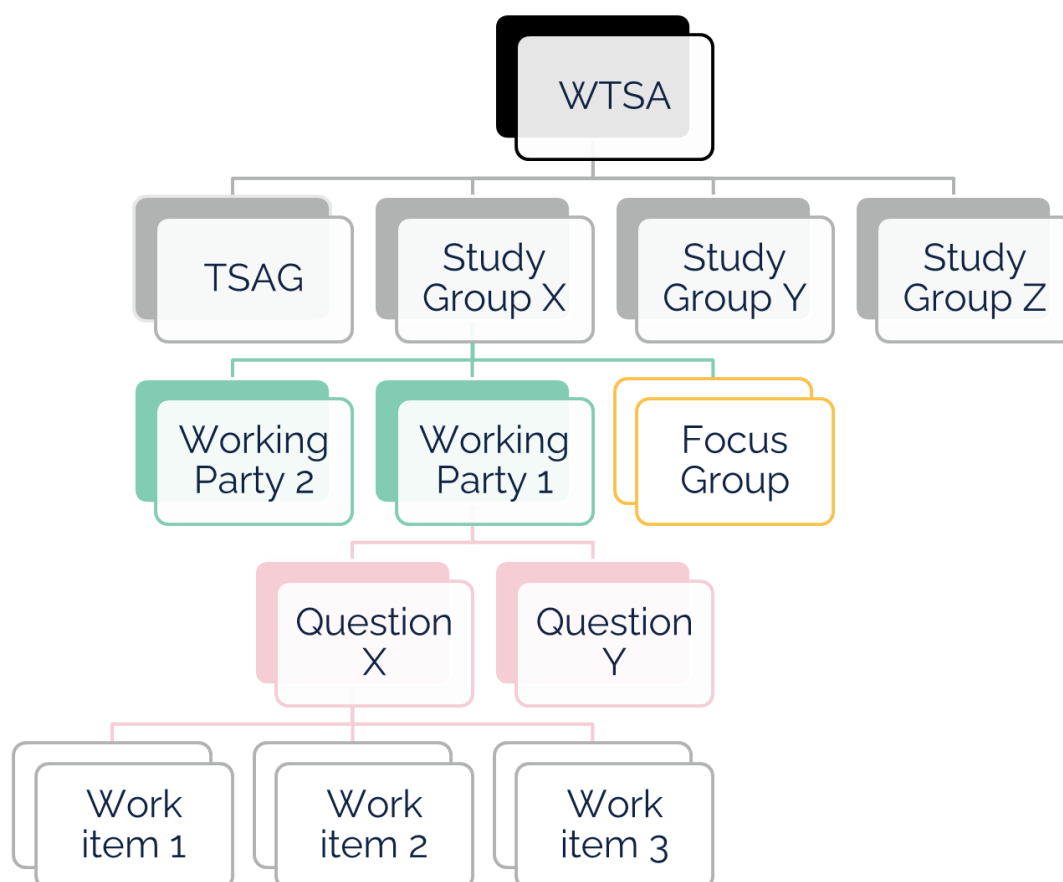 WTSA
TSAG
Study
Group X
Study
Group Y
Study
Group Z
Working
Party 2
Working
Party 1
Focus
Group
Question
X
Question
Y
Work
item 1
Work
item 2
Work
item 3